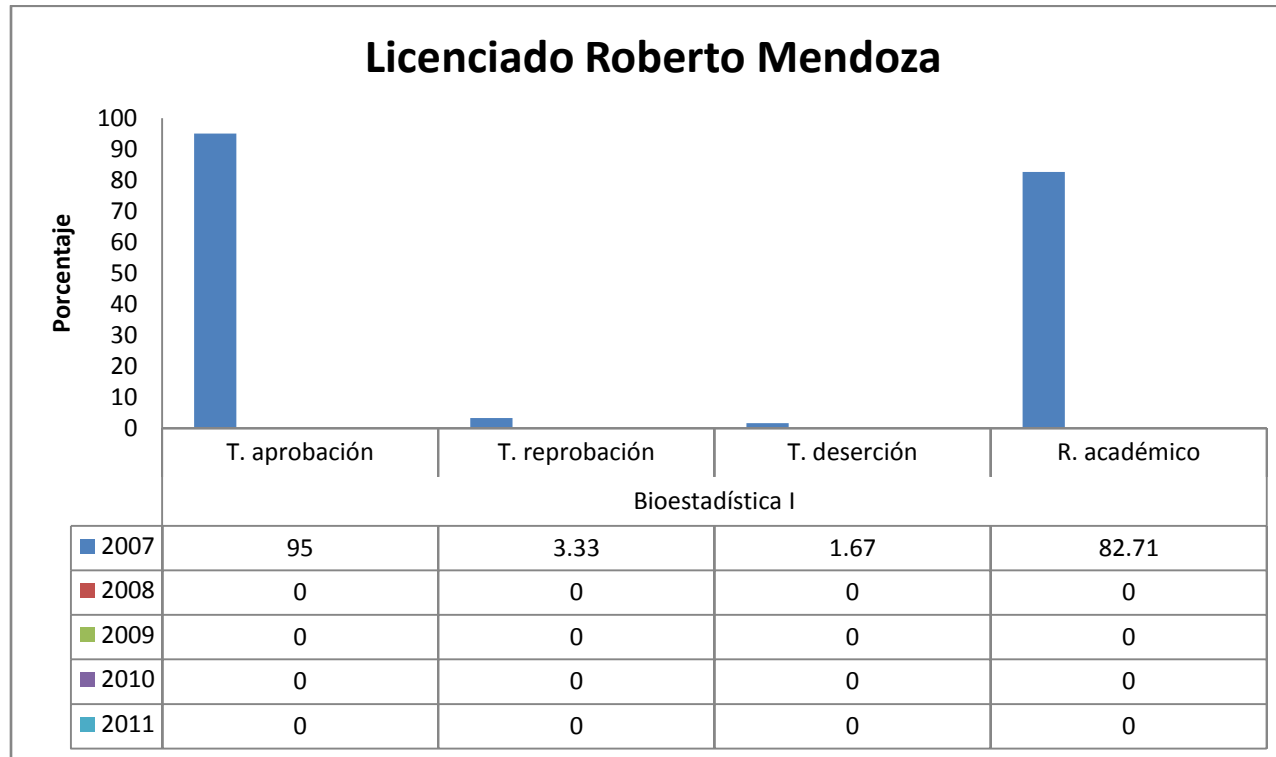 Licenciado Roberto Mendoza
Porcentaje
100
90
80
70
60
50
40
30
20
10
0
T. aprobación T. reprobación T. deserción R. académico
Bioestadística I
2007 95 3.33 1.67 82.71
2008 0 0 0 0
2009 0 0 0 0
2010 0 0 0 0
2011 0 0 0 0